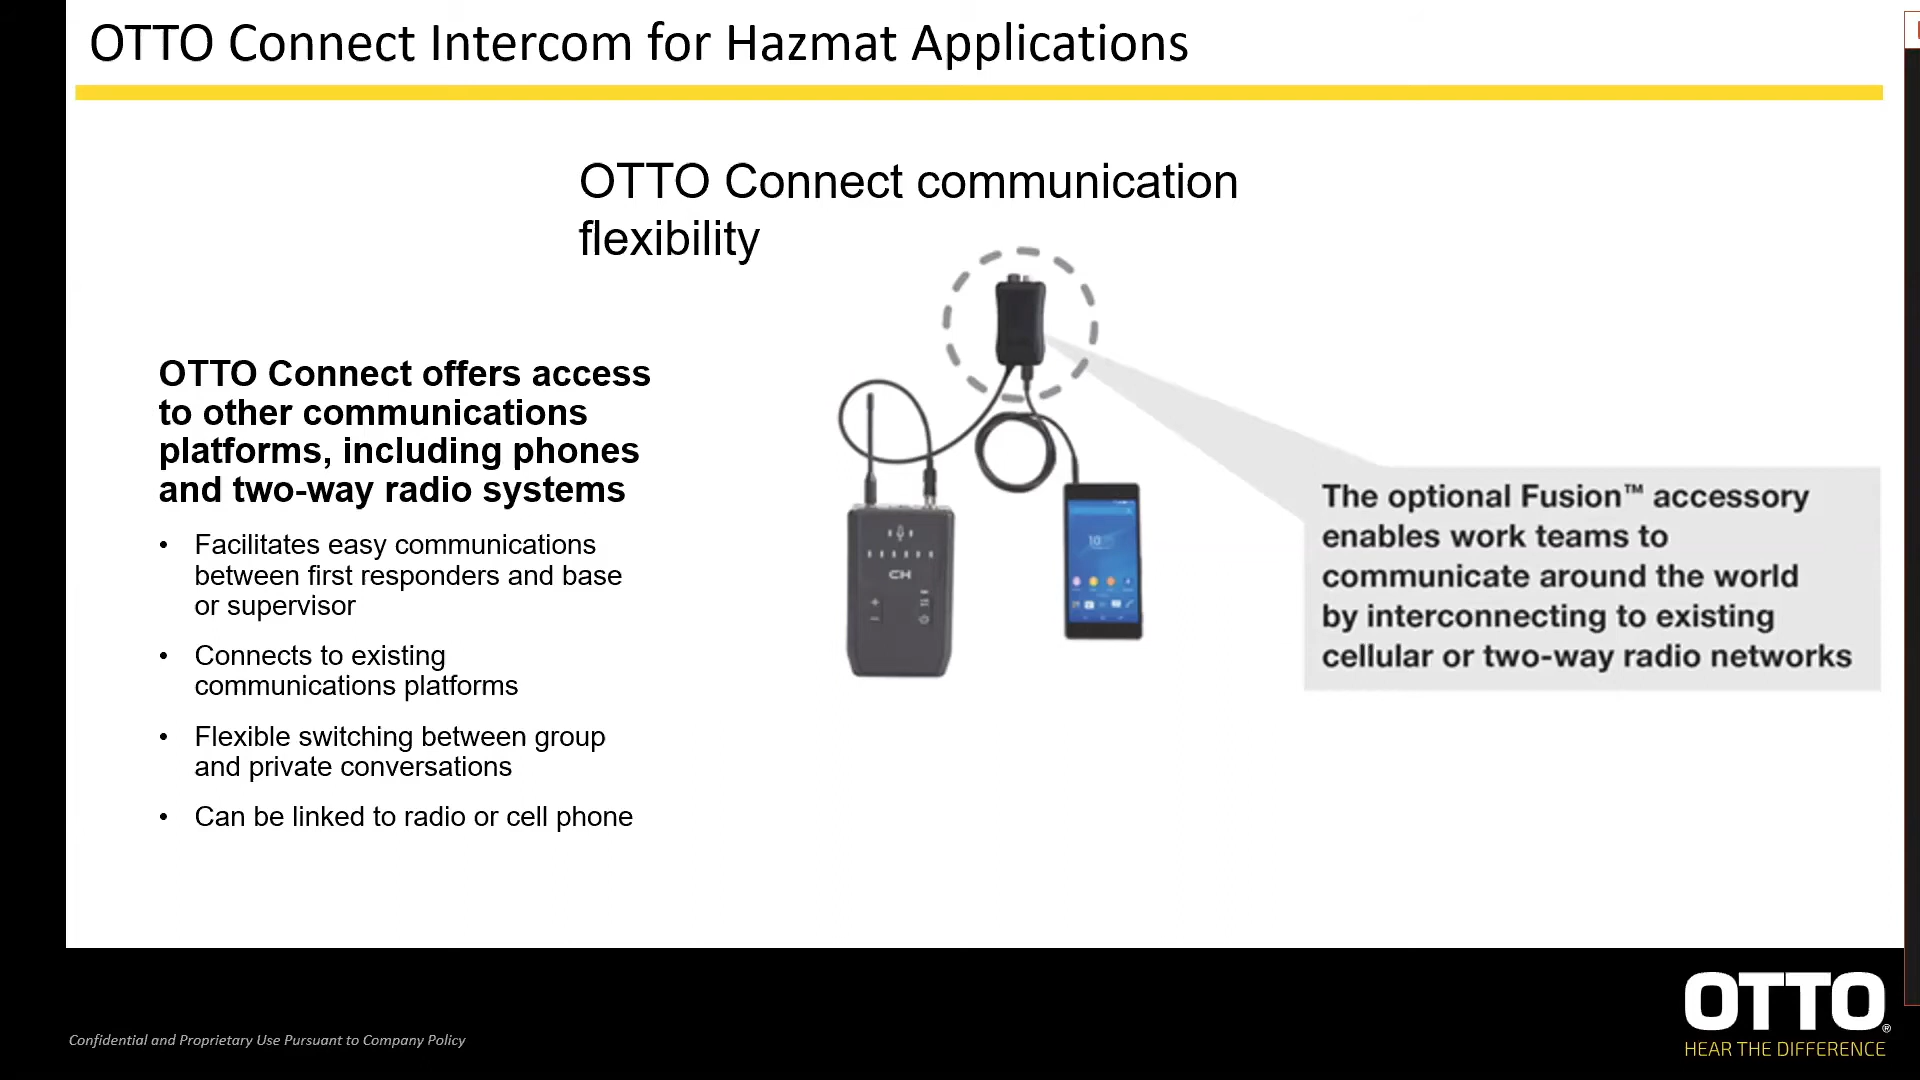 OTTO Connect Intercom for Hazmat Applications
OTTO Connect communication
flexibility
OTTO Connect offers access
to other communications
platforms, including phones
and two-way radio systems
• Facilitates easy communications
between first responders and base
or supervisor
• Connects to existing
communications platforms
• Flexible switching between group
and private conversations
• Can be linked to radio or cell phone
CH
10
The optional Fusion™ accessory
enables work teams to
communicate around the world
by interconnecting to existing
cellular or two-way radio networks
Confidential and Proprietary Use Pursuant to Company Policy
OTTO®
HEAR THE DIFFERENCE